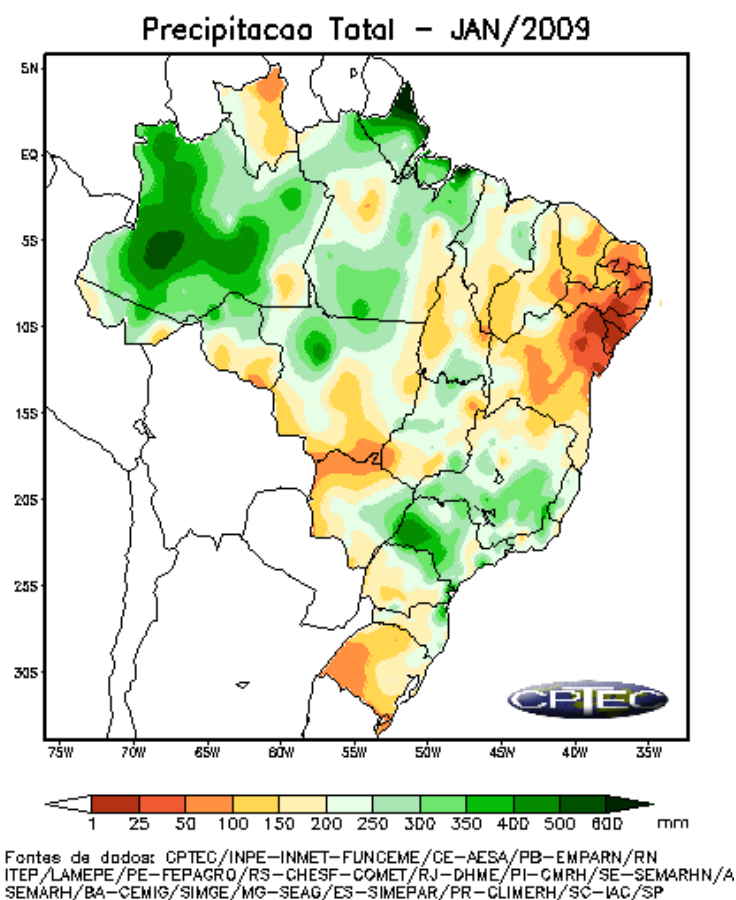 Precipitacao Total – JAN/2009
5N
EQ
5S
10S
15S
20S
25S
30S
75W 70W 65W 60W 55W 50W 45W 40W 35W
CPTEC
1 25 50 100 150 200 250 300 350 400 500 600 mm
Fontes de dados: CPTEC/INPE-INMET-FUNCEME/CE-AESA/PB-EMPARN/RN
ITEP/LAMEPE/PE-FEPAGRO/RS-CHESF-COMET/RJ-DHME/PI-CMRH/SE-SEMARHN/A
SEMARH/BA-CEMIG/SIMGE/MG-SEAG/ES-SIMEPAR/PR-CLIMERH/SC-IAC/SP